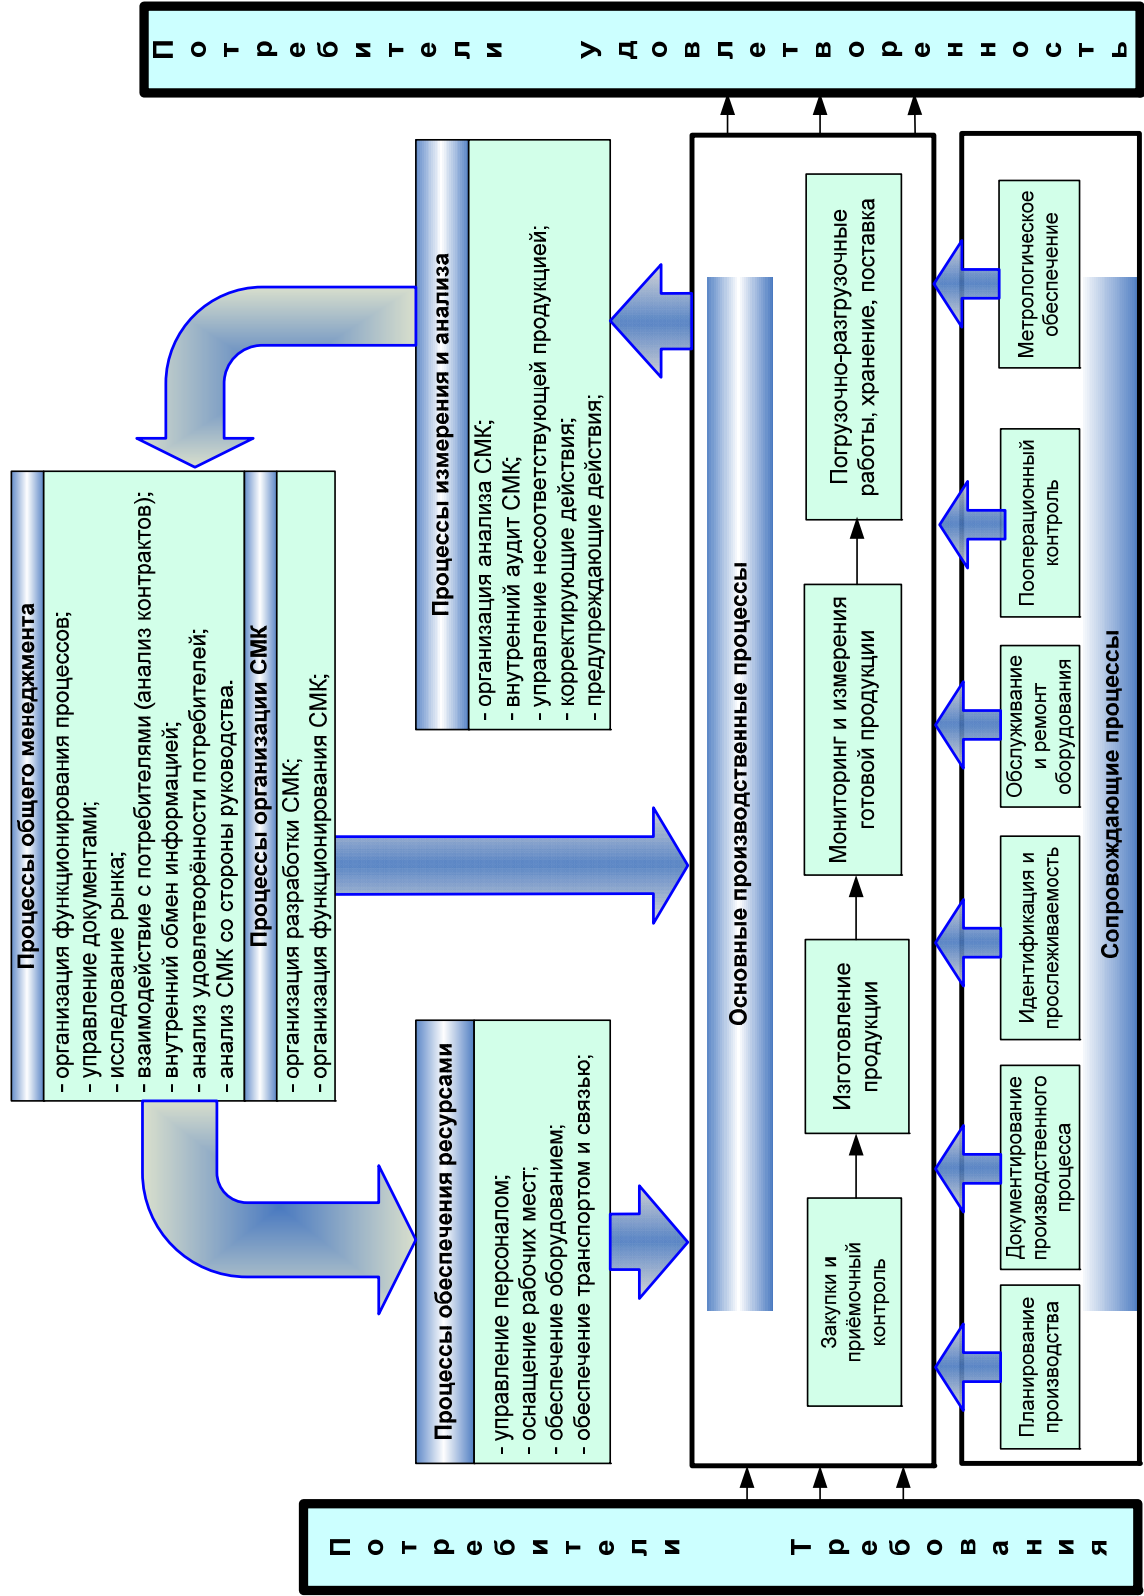 Потребители Требования
Процессы общего менеджмента
- организация функционирования процессов;
- управление документами;
- исследование рынка;
- взаимодействие с потребителями (анализ контрактов);
- внутренний обмен информацией;
- анализ удовлетворённости потребителей;
- анализ СМК со стороны руководства.
Процессы организации СМК
- организация разработки СМК;
- организация функционирования СМК;
Процессы обеспечения ресурсами
- управление персоналом;
- оснащение рабочих мест;
- обеспечение оборудованием;
- обеспечение транспортом и связью;
Процессы измерения и анализа
- организация анализа СМК;
- внутренний аудит СМК;
- управление несоответствующей продукцией;
- корректирующие действия;
- предупреждающие действия;
Основные производственные процессы
Закупки и
приёмочный
контроль
Изготовление
продукции
Мониторинг и измерения
готовой продукции
Погрузочно-разгрузочные
работы, хранение, поставка
Планирование
производства
Документирование
производственного
процесса
Идентификация и
прослеживаемость
Обслуживание
и ремонт
оборудования
Пооперационный
контроль
Метрологическое
обеспечение
Сопровождающие процессы
Потребители удовлетворенность